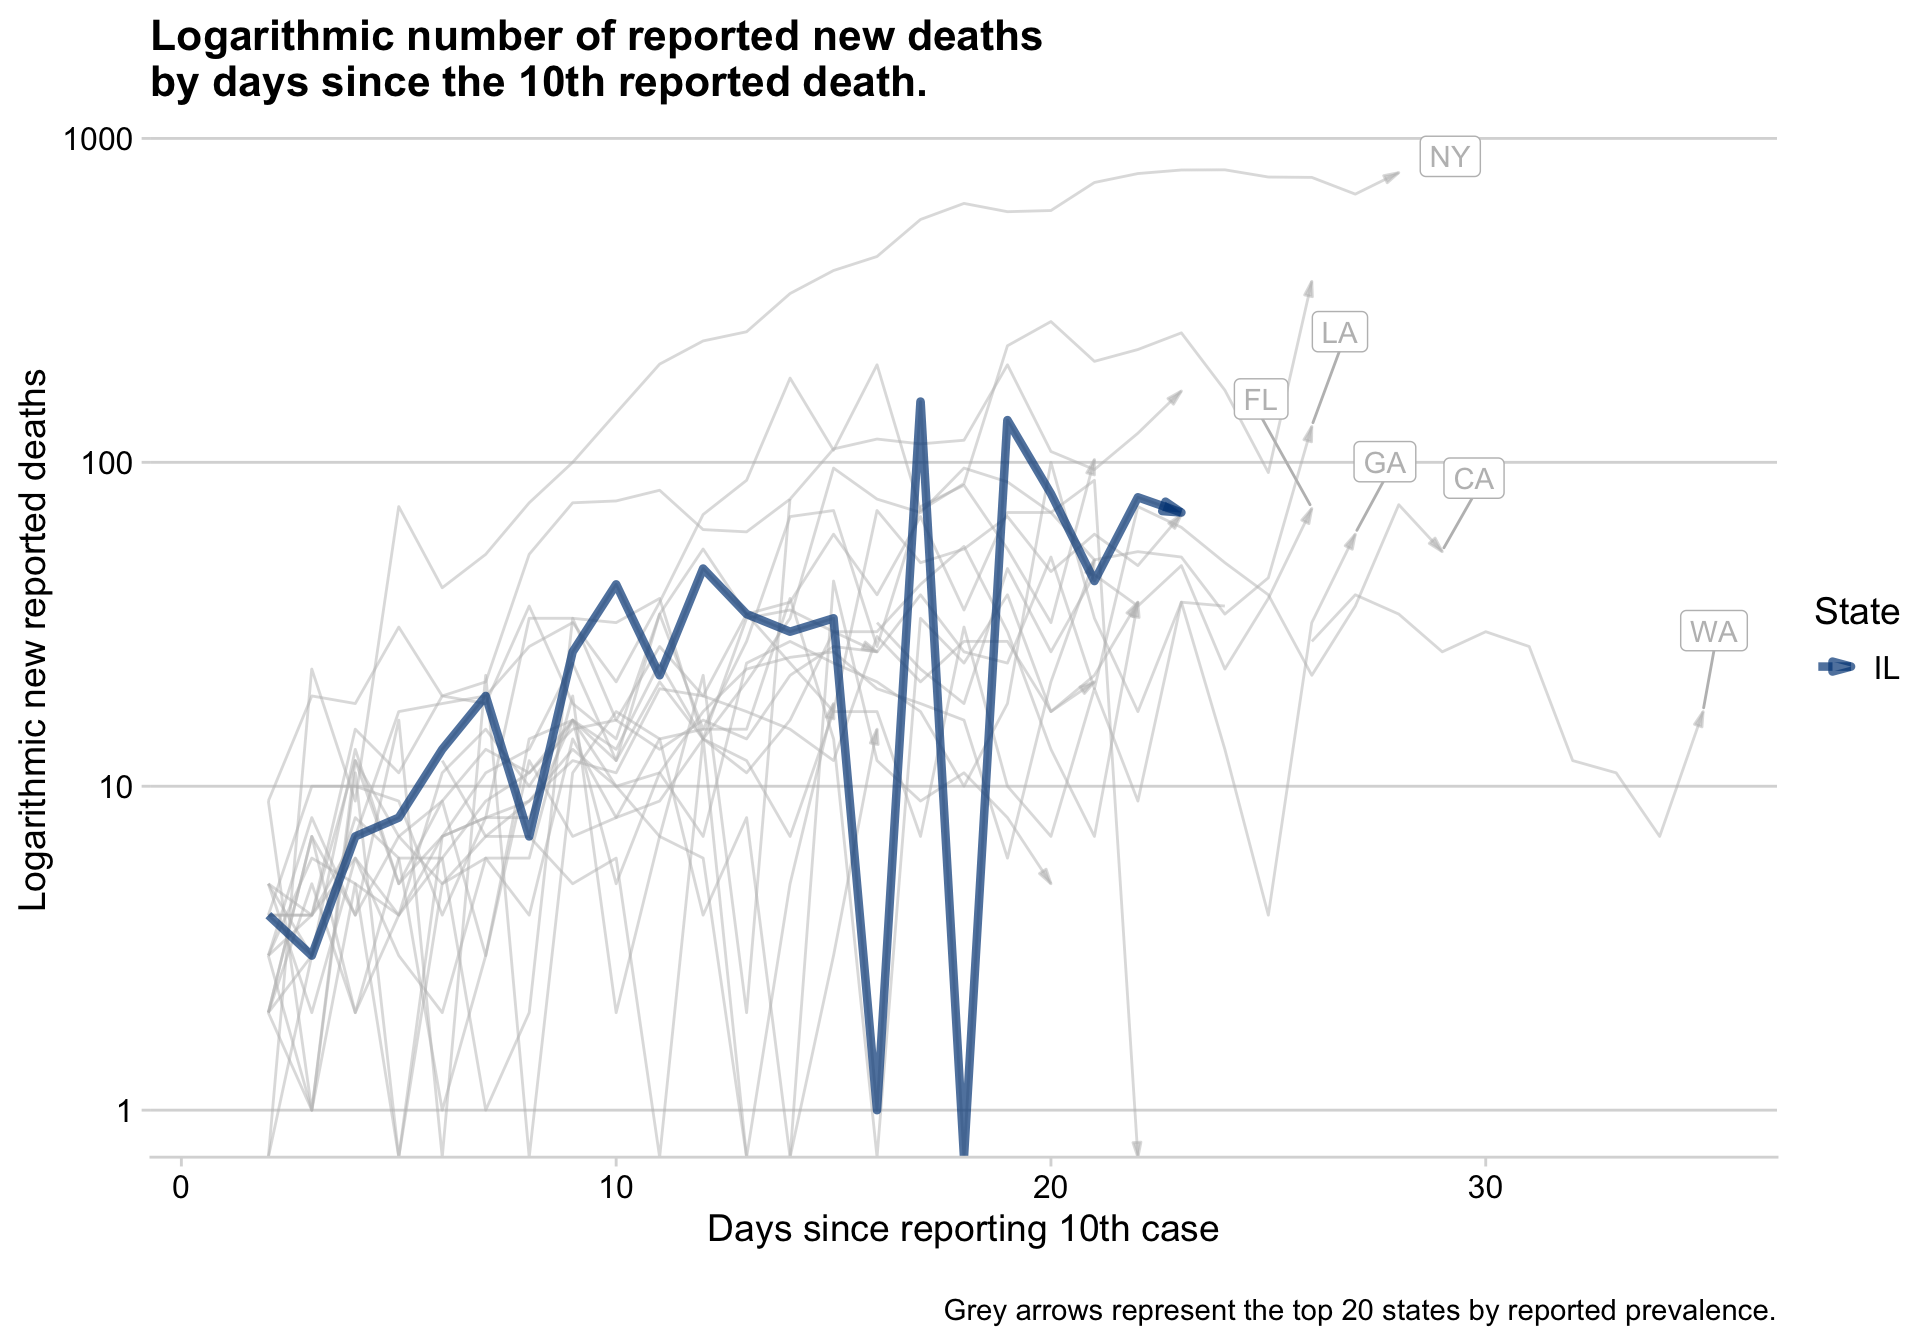 Logarithmic number of reported new deaths
by days since the 10th reported death.
1000
100
10
1
Logarithmic new reported deaths
NY
LA
FL
GA
CA
WA
State
IL
0
10
20
30
Days since reporting 10th case
Grey arrows represent the top 20 states by reported prevalence.